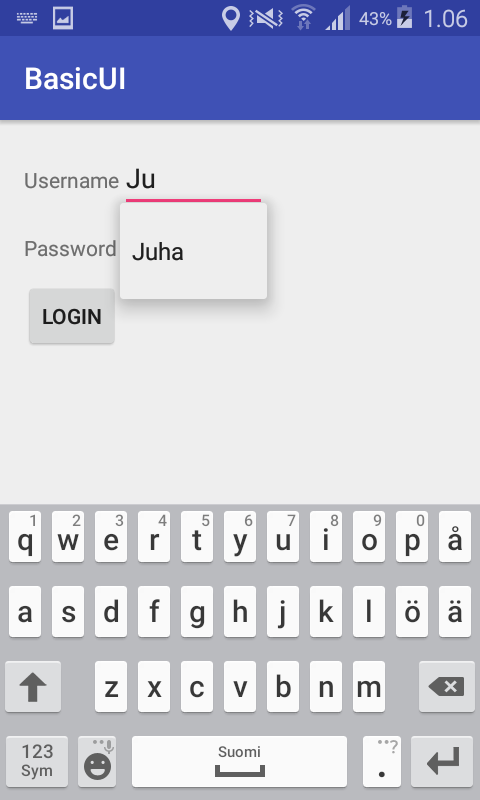 43% 1.06
BasicUI
Username Ju
Password
Juha
LOGIN
1 2 3 4 5 6 7 8 9 0
q w e r t y u i o p å
a s d f g h j k l ö ä
z x c v b n m
123 Sym
Suomi
. ?